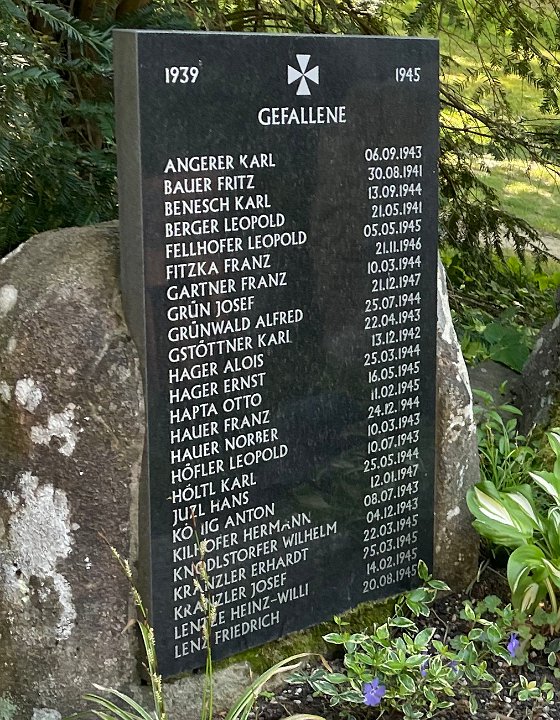 1939 1945
GEFALLENE
ANGERER KARL 06.09.1943
BAUER FRITZ 30.08.1941
BENESCH KARL 13.09.1944
BERGER LEOPOLD 21.05.1941
FELLHOFER LEOPOLD 05.05.1945
FITZKA FRANZ 21.11.1946
GARTNER FRANZ 10.03.1944
GRÜN JOSEF 21.12.1947
GRÜNWALD ALFRED 25.07.1944
GSTÖTTNER KARL 22.04.1943
HAGER ALOIS 13.12.1942
HAGER ERNST 25.03.1944
HAPTA OTTO 16.05.1945
HAUER FRANZ 11.02.1945
HAUER NORBER 24.12.1944
HÖFLER LEOPOLD 10.03.1943
HÖLTL KARL 10.07.1943
JUZL HANS 25.05.1944
KÖNIG ANTON 12.01.1947
KILHOFER HERMANN 08.07.1943
KNODLSTORFER WILHELM 04.12.1943
KRANZLER ERHARDT 22.03.1945
KRANZLER JOSEF 25.03.1945
LENTZE HEINZ-WILLI 14.02.1945
LENZ FRIEDRICH 20.08.1945